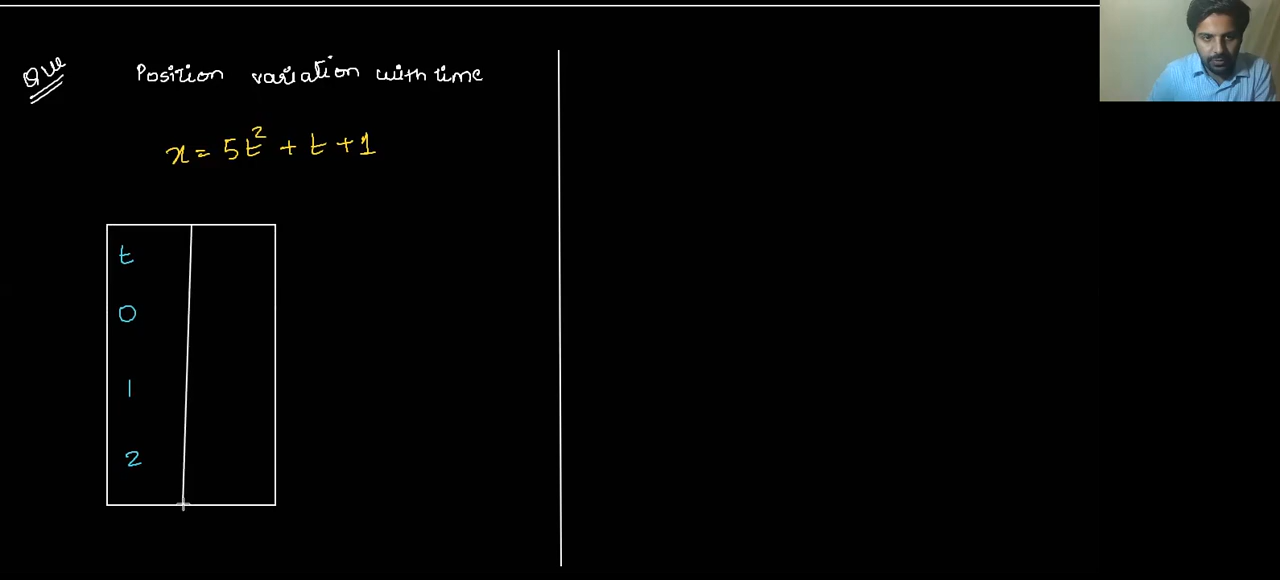 Que
Position variation with time
x = 5t² + t + 1
t
0
1
2